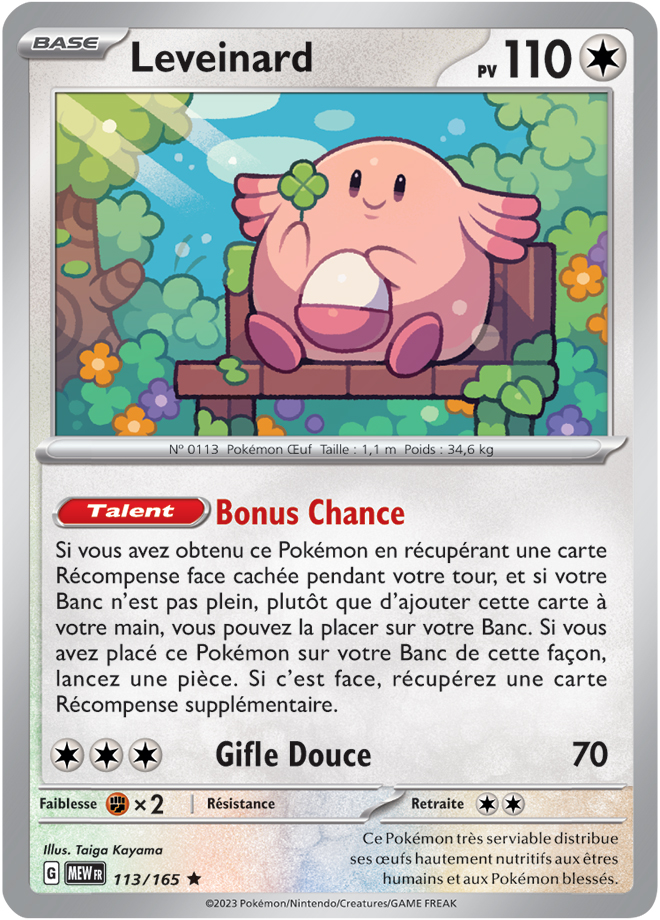 BASE
Leveinard
PV 110
N° 0113 Pokémon Œuf Taille : 1,1 m Poids : 34,6 kg
Talent Bonus Chance
Si vous avez obtenu ce Pokémon en récupérant une carte
Récompense face cachée pendant votre tour, et si votre
Banc n'est pas plein, plutôt que d'ajouter cette carte à
votre main, vous pouvez la placer sur votre Banc. Si vous
avez placé ce Pokémon sur votre Banc de cette façon,
lancez une pièce. Si c'est face, récupérez une carte
Récompense supplémentaire.
Gifle Douce 70
Faiblesse ×2 Résistance Retraite
Illus. Taiga Kayama
G MEW FR 113/165 ★
Ce Pokémon très serviable distribue
ses œufs hautement nutritifs aux êtres
humains et aux Pokémon blessés.
©2023 Pokémon/Nintendo/Creatures/GAME FREAK